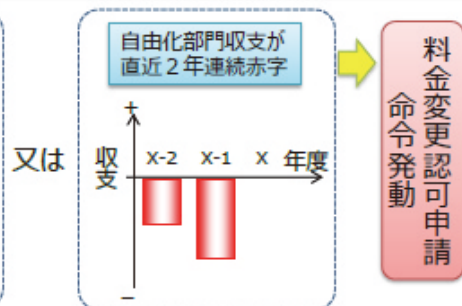 自由化部門収支が
直近２年連続赤字
又は
収支
+
X-2 X-1 X 年度
−
料金変更認可申請
命令発動